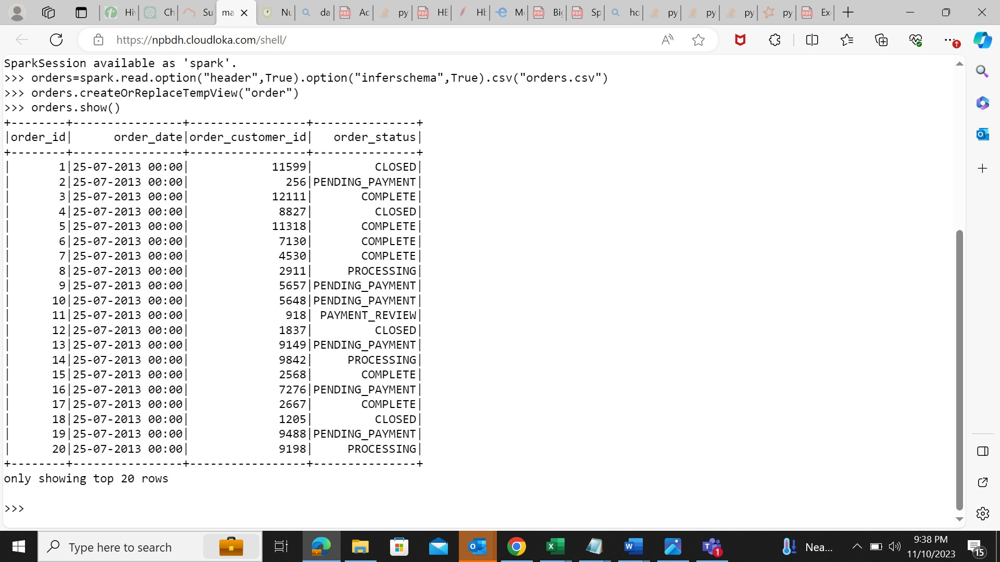 Hi
Ch
Su
ma
Nu
da
Ac
py
HE
Hb
M
Big
Sp
ho
py
py
py
py
Ex
https://npbdh.cloudloka.com/shell/
SparkSession available as 'spark'.
>>> orders=spark.read.option("header",True).option("inferschema",True).csv("orders.csv")
>>> orders.createOrReplaceTempView("order")
>>> orders.show()
+--------+----------------+-----------------+---------------+
|order_id|      order_date|order_customer_id|   order_status|
+--------+----------------+-----------------+---------------+
|       1|25-07-2013 00:00|            11599|         CLOSED|
|       2|25-07-2013 00:00|              256|PENDING_PAYMENT|
|       3|25-07-2013 00:00|            12111|       COMPLETE|
|       4|25-07-2013 00:00|             8827|         CLOSED|
|       5|25-07-2013 00:00|            11318|       COMPLETE|
|       6|25-07-2013 00:00|             7130|       COMPLETE|
|       7|25-07-2013 00:00|             4530|       COMPLETE|
|       8|25-07-2013 00:00|             2911|     PROCESSING|
|       9|25-07-2013 00:00|             5657|PENDING_PAYMENT|
|      10|25-07-2013 00:00|             5648|PENDING_PAYMENT|
|      11|25-07-2013 00:00|              918| PAYMENT_REVIEW|
|      12|25-07-2013 00:00|             1837|         CLOSED|
|      13|25-07-2013 00:00|             9149|PENDING_PAYMENT|
|      14|25-07-2013 00:00|             9842|     PROCESSING|
|      15|25-07-2013 00:00|             2568|       COMPLETE|
|      16|25-07-2013 00:00|             7276|PENDING_PAYMENT|
|      17|25-07-2013 00:00|             2667|       COMPLETE|
|      18|25-07-2013 00:00|             1205|         CLOSED|
|      19|25-07-2013 00:00|             9488|PENDING_PAYMENT|
|      20|25-07-2013 00:00|             9198|     PROCESSING|
+--------+----------------+-----------------+---------------+
only showing top 20 rows
>>>
Type here to search
Nea...
9:38 PM
11/10/2023
15
1